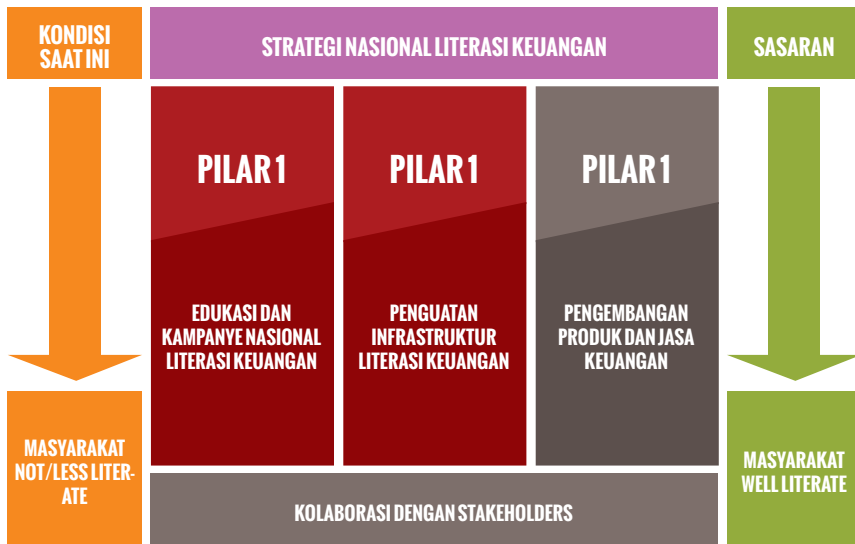 KONDISI
SAAT INI
STRATEGI NASIONAL LITERASI KEUANGAN
SASARAN
PILAR 1
EDUKASI DAN
KAMPANYE NASIONAL
LITERASI KEUANGAN
PILAR 1
PENGUATAN
INFRASTRUKTUR
LITERASI KEUANGAN
PILAR 1
PENGEMBANGAN
PRODUK DAN JASA
KEUANGAN
MASYARAKAT
NOT/LESS LITER-
ATE
KOLABORASI DENGAN STAKEHOLDERS
MASYARAKAT
WELL LITERATE